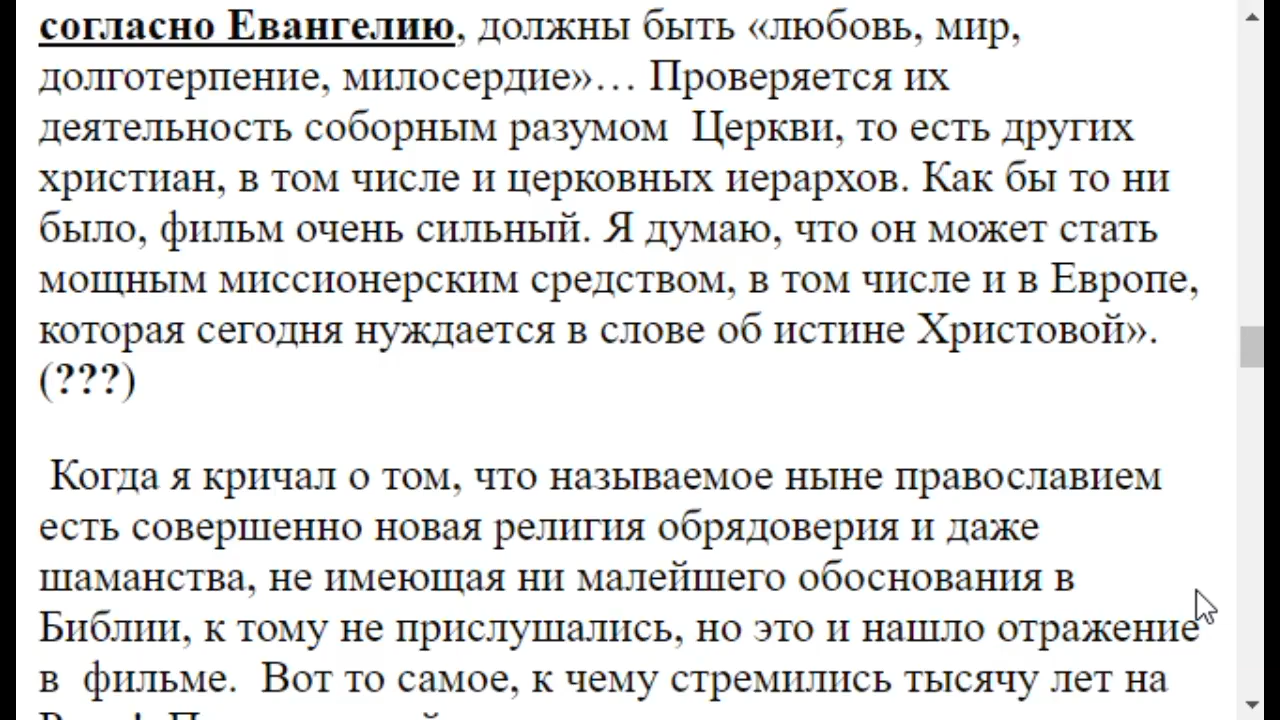 согласно Евангелию, должны быть «любовь, мир,
долготерпение, милосердие»… Проверяется их
деятельность соборным разумом  Церкви, то есть других
христиан, в том числе и церковных иерархов. Как бы то ни
было, фильм очень сильный. Я думаю, что он может стать
мощным миссионерским средством, в том числе и в Европе,
которая сегодня нуждается в слове об истине Христовой».
(???)
Когда я кричал о том, что называемое ныне православием
есть совершенно новая религия обрядоверия и даже
шаманства, не имеющая ни малейшего обоснования в
Библии, к тому не прислушались, но это и нашло отражение
в  фильме.  Вот то самое, к чему стремились тысячу лет на